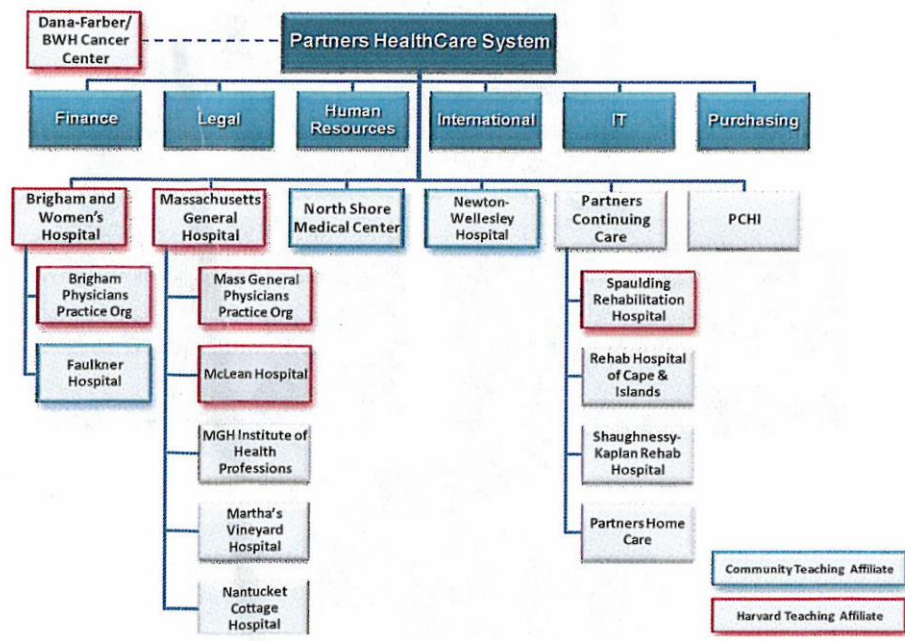 Dana-Farber/
BWH Cancer
Center
Partners HealthCare System
Finance
Legal
Human
Resources
International
IT
Purchasing
Brigham and
Women's
Hospital
Massachusetts
General
Hospital
North Shore
Medical Center
Newton-
Wellesley
Hospital
Partners
Continuing
Care
PCHI
Brigham
Physicians
Practice Org
Faulkner
Hospital
Mass General
Physicians
Practice Org
McLean Hospital
MGH Institute of
Health
Professions
Martha's
Vineyard
Hospital
Nantucket
Cottage
Hospital
Spaulding
Rehabilitation
Hospital
Rehab Hospital
of Cape &
Islands
Shaughnessy-
Kaplan Rehab
Hospital
Partners Home
Care
Community Teaching Affiliate
Harvard Teaching Affiliate